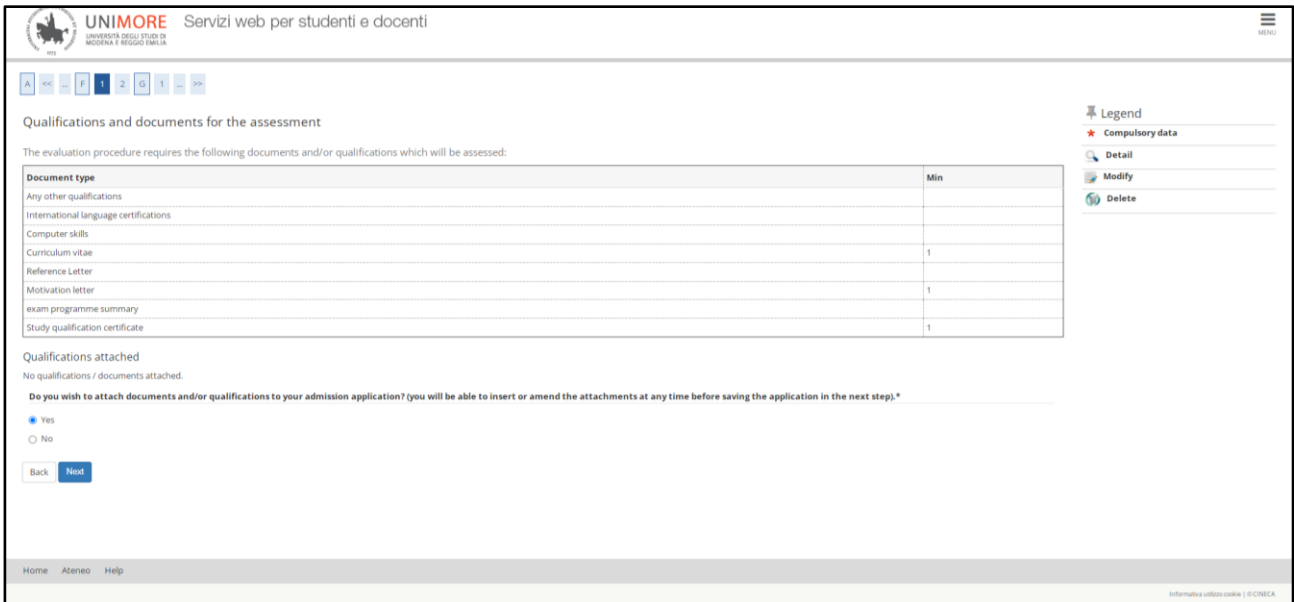 UNIMORE
UNIVERSITÀ DEGLI STUDI DI
MODENA E REGGIO EMILIA
1175
Servizi web per studenti e docenti
MENU
A << ... F 1 2 G 1 ... >>
Qualifications and documents for the assessment
The evaluation procedure requires the following documents and/or qualifications which will be assessed:
Document type Min
Any other qualifications
International language certifications
Computer skills
Curriculum vitae 1
Reference Letter
Motivation letter 1
exam programme summary
Study qualification certificate 1
Legend
Compulsory data
Detail
Modify
Delete
Qualifications attached
No qualifications / documents attached.
Do you wish to attach documents and/or qualifications to your admission application? (you will be able to insert or amend the attachments at any time before saving the application in the next step).*
Yes
No
Back Next
Home Ateneo Help
Informativa utilizzo cookie | © CINECA